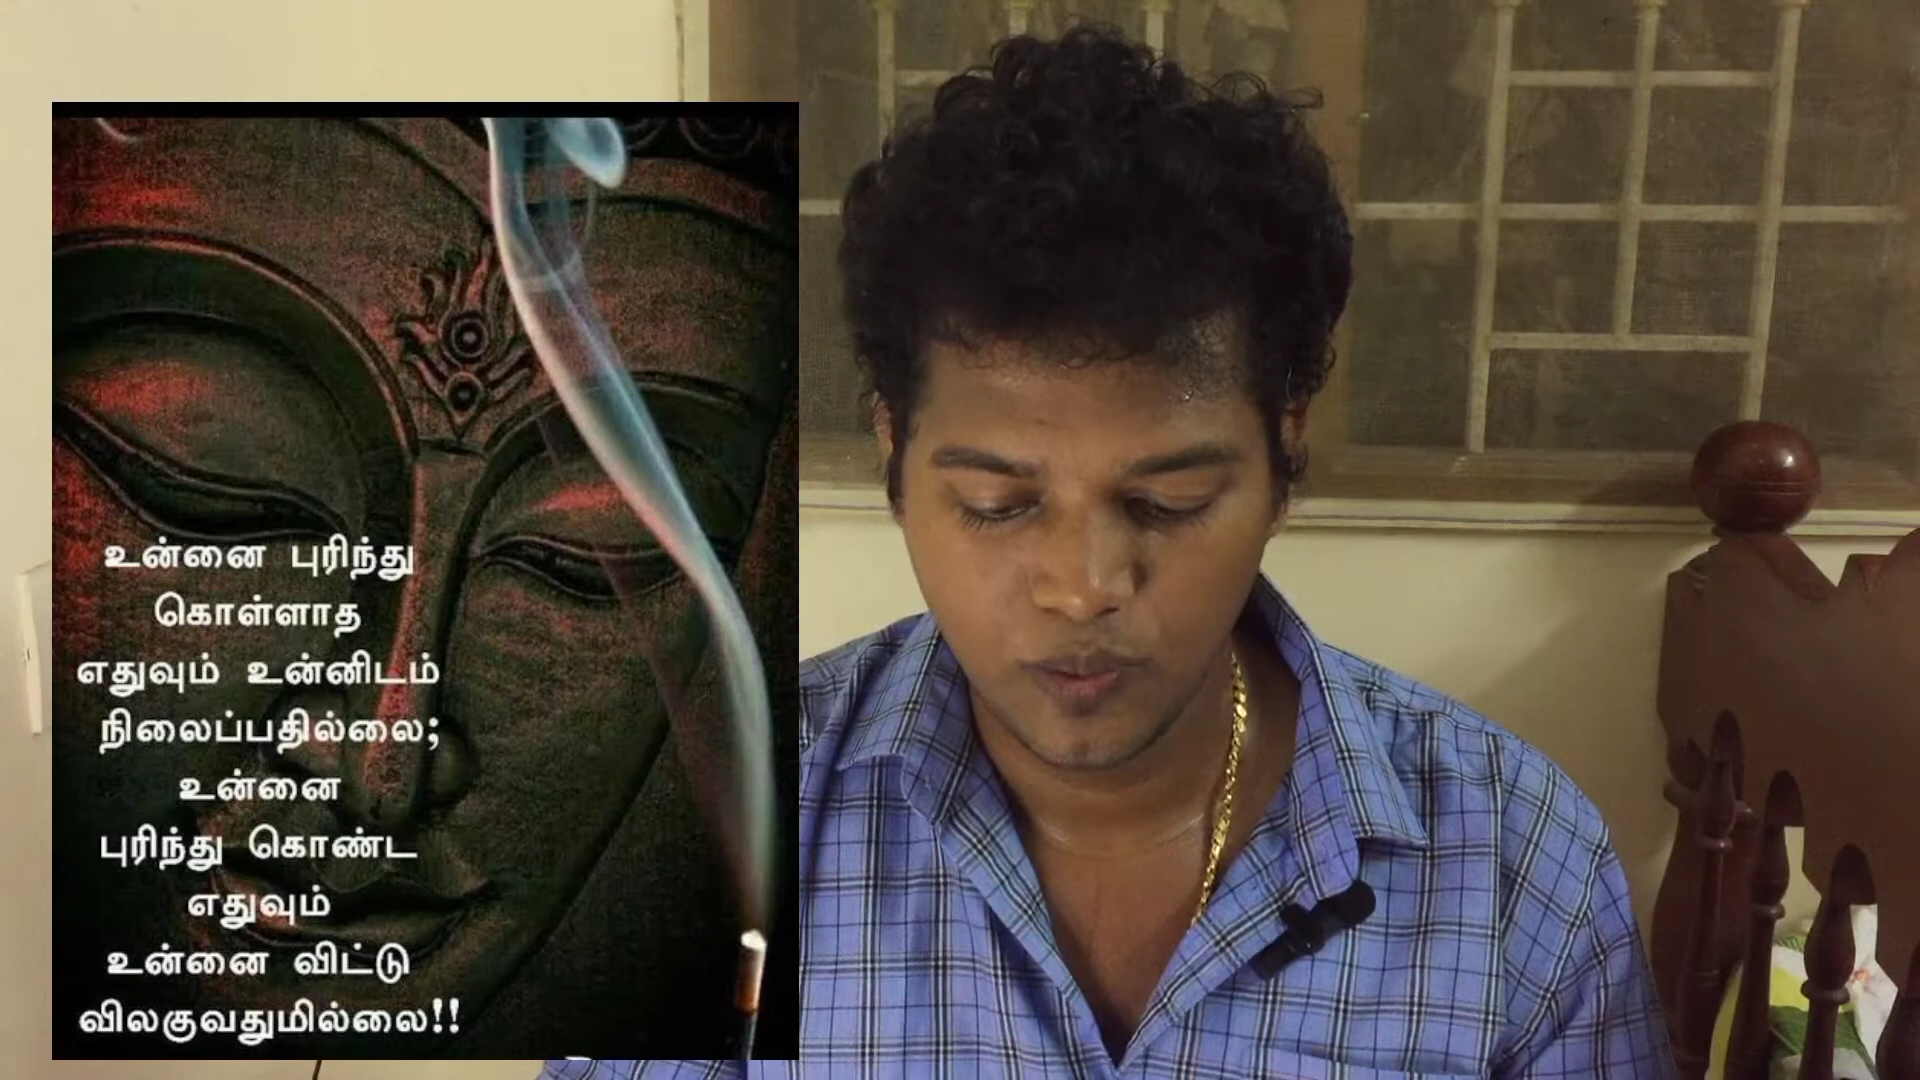 உன்னை புரிந்து
கொள்ளாத
எதுவும் உன்னிடம்
நிலைப்பதில்லை;
உன்னை
புரிந்து கொண்ட
எதுவும்
உன்னை விட்டு
விலகுவதுமில்லை!!